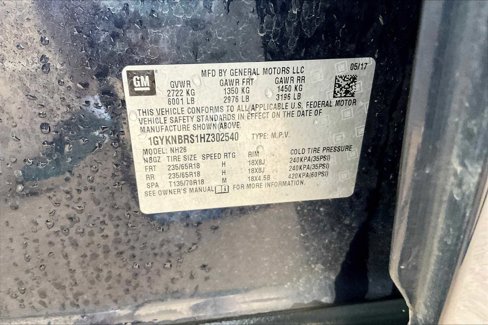 GM
MFD BY GENERAL MOTORS LLC 05/17
GVWR GAWR FRT GAWR RR
2722 KG 1350 KG 1450 KG
6001 LB 2976 LB 3196 LB
THIS VEHICLE CONFORMS TO ALL APPLICABLE U.S. FEDERAL MOTOR
VEHICLE SAFETY STANDARDS IN EFFECT ON THE DATE OF
MANUFACTURE SHOWN ABOVE
1GYKNBRS1HZ302540 TYPE: M.P.V.
MODEL: NH26
N8GZ TIRE SIZE SPEED RTG RIM COLD TIRE PRESSURE
FRT 235/65R18 H 18X8J 240KPA(35PSI)
RR 235/65R18 H 18X8J 240KPA(35PSI)
SPA T135/70R18 M 18X4.5B 420KPA(60PSI)
SEE OWNER'S MANUAL FOR MORE INFORMATION.